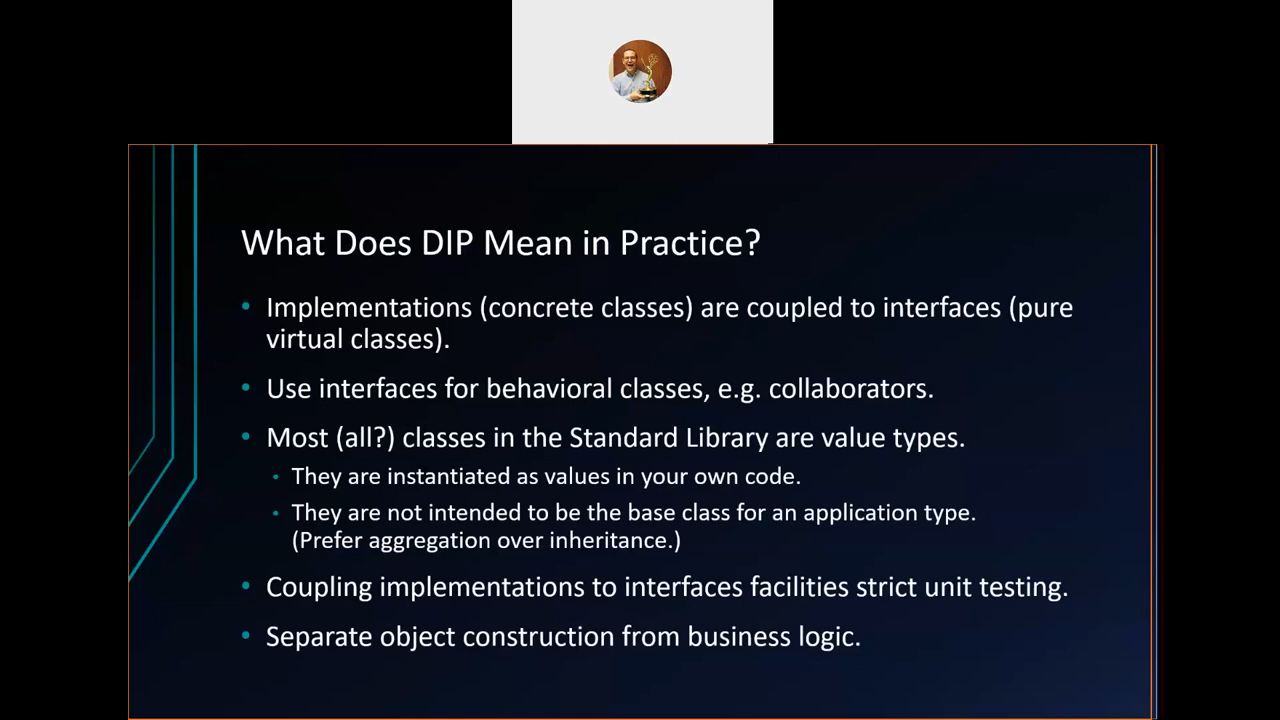 What Does DIP Mean in Practice?
• Implementations (concrete classes) are coupled to interfaces (pure
virtual classes).
• Use interfaces for behavioral classes, e.g. collaborators.
• Most (all?) classes in the Standard Library are value types.
• They are instantiated as values in your own code.
• They are not intended to be the base class for an application type.
(Prefer aggregation over inheritance.)
• Coupling implementations to interfaces facilities strict unit testing.
• Separate object construction from business logic.